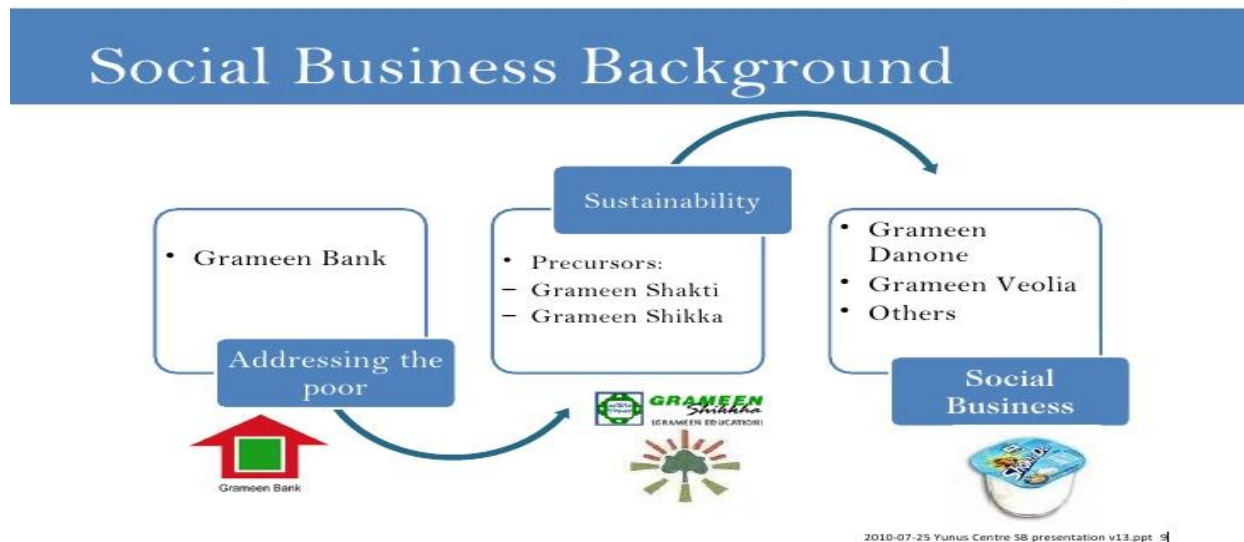 Social Business Background
Sustainability
• Grameen Bank
Addressing the
poor
• Precursors:
– Grameen Shakti
– Grameen Shikka
• Grameen
Danone
• Grameen Veolia
• Others
Social
Business
Grameen Bank
GRAMEEN
Shikkha
(GRAMEEN EDUCATION)
2010-07-25 Yunus Centre SB presentation v13.ppt 9